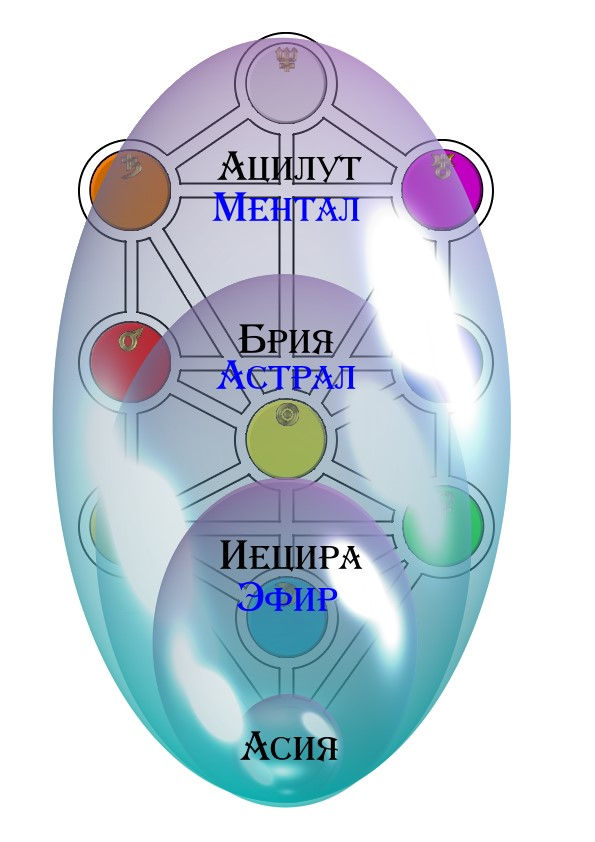 Ацилут
Ментал
Брия
Астрал
Иецира
Эфир
Асия